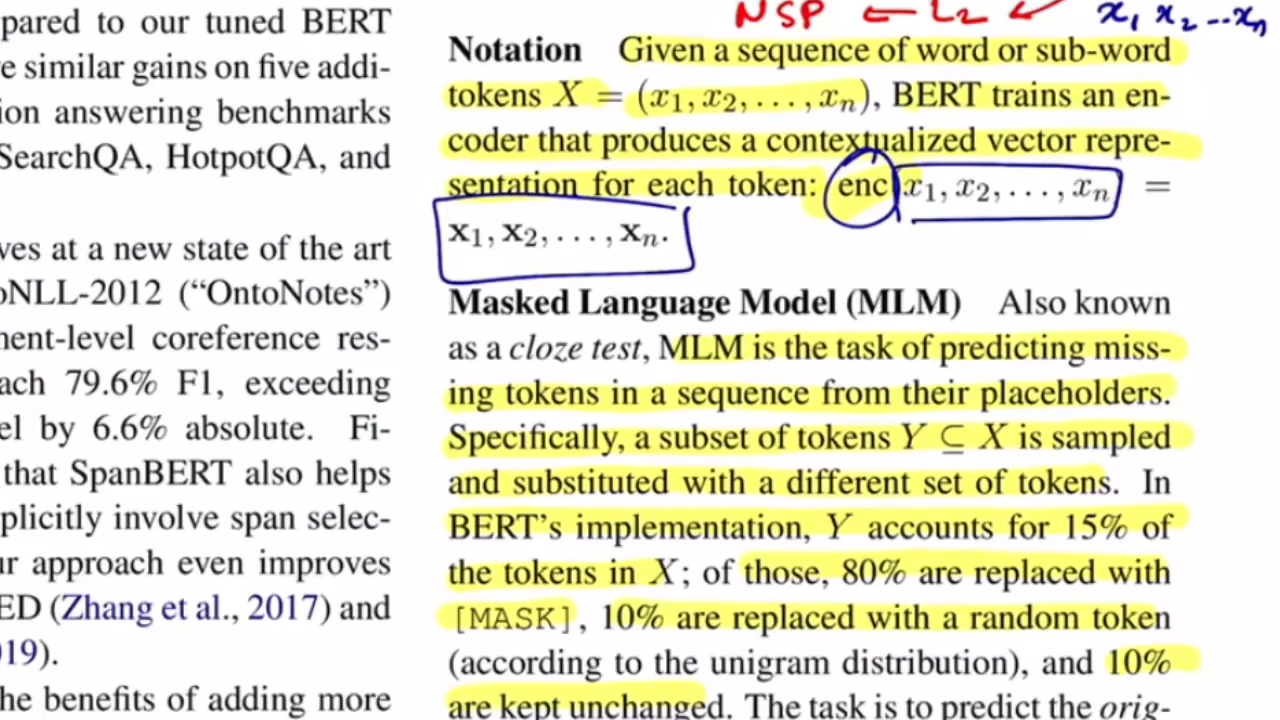 pared to our tuned BERT
e similar gains on five addi-
ion answering benchmarks
SearchQA, HotpotQA, and
ves at a new state of the art
oNLL-2012 (“OntoNotes”)
nent-level coreference res-
ach 79.6% F1, exceeding
el by 6.6% absolute. Fi-
that SpanBERT also helps
plicitly involve span selec-
ur approach even improves
ED (Zhang et al., 2017) and
019).
he benefits of adding more
NSP ← L2 x1 x2 --xn
Notation Given a sequence of word or sub-word
tokens X = (x1, x2, . . . , xn), BERT trains an en-
coder that produces a contextualized vector repre-
sentation for each token: enc(x1, x2, . . . , xn) =
x1, x2, . . . , xn.
Masked Language Model (MLM) Also known
as a cloze test, MLM is the task of predicting miss-
ing tokens in a sequence from their placeholders.
Specifically, a subset of tokens Y ⊆ X is sampled
and substituted with a different set of tokens. In
BERT’s implementation, Y accounts for 15% of
the tokens in X; of those, 80% are replaced with
[MASK], 10% are replaced with a random token
(according to the unigram distribution), and 10%
are kept unchanged. The task is to predict the orig-